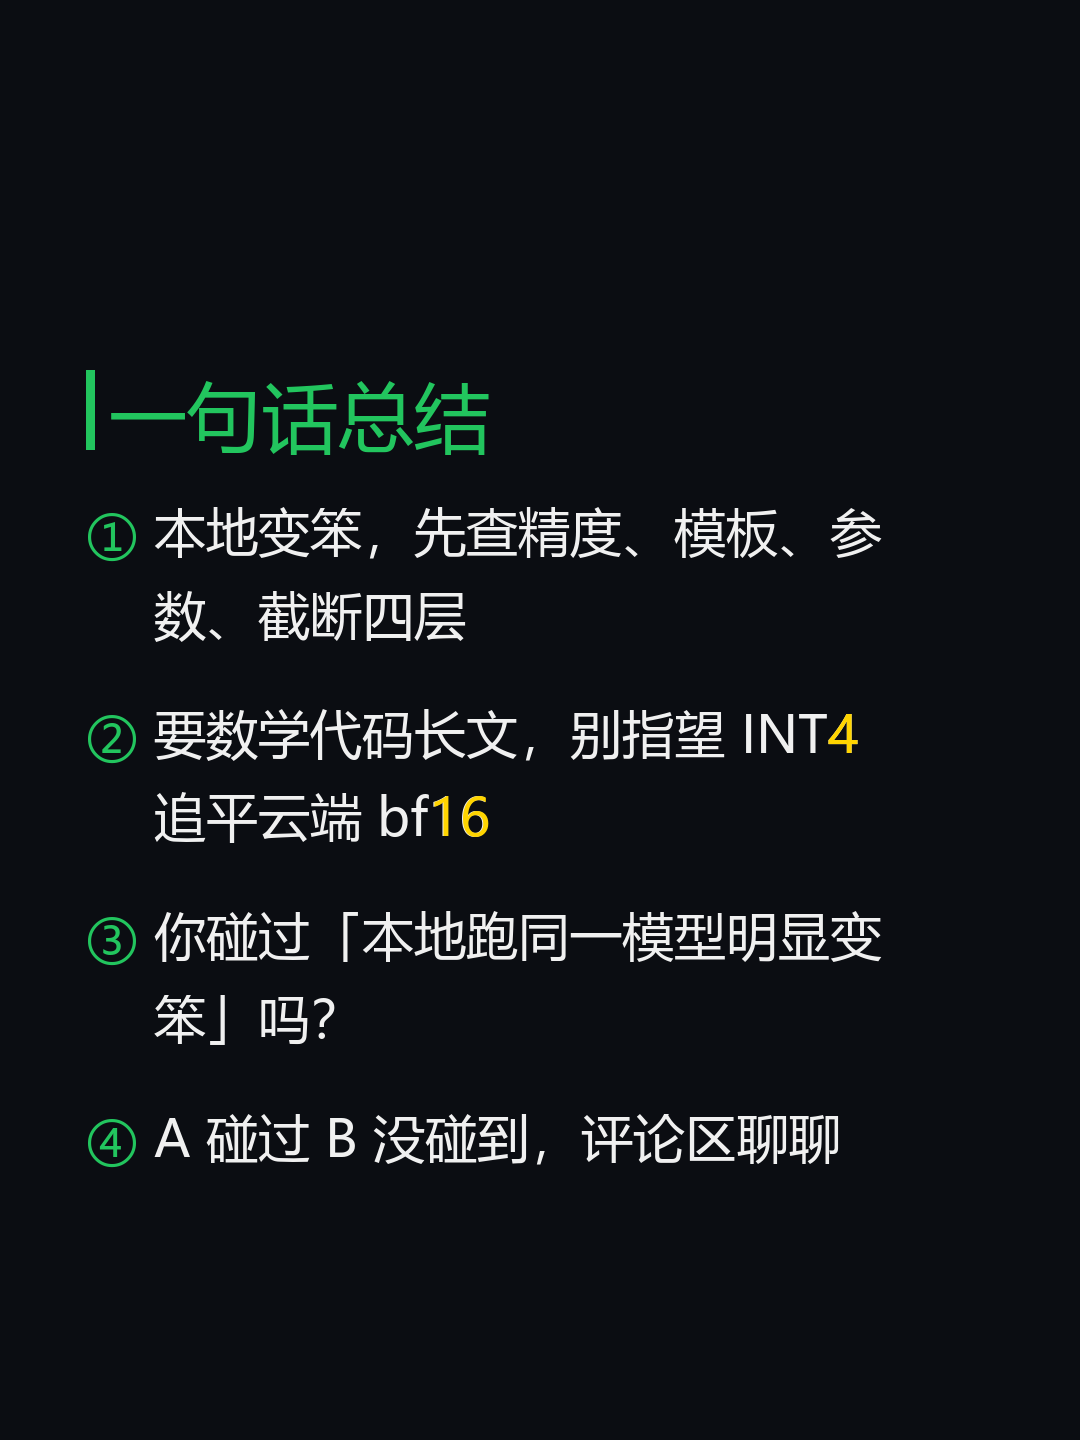 一句话总结
① 本地变笨，先查精度、模板、参
数、截断四层
② 要数学代码长文，别指望 INT4
追平云端 bf16
③ 你碰过「本地跑同一模型明显变
笨」吗？
④ A 碰过 B 没碰到，评论区聊聊